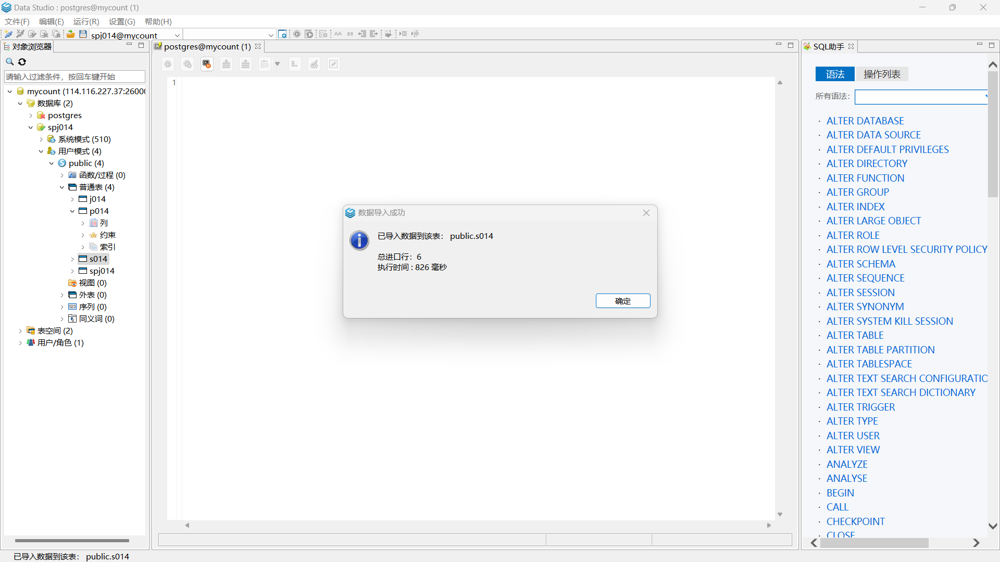 Data Studio : postgres@mycount (1)
文件(F) 编辑(E) 运行(R) 设置(G) 帮助(H)
spj014@mycount
对象浏览器
请输入过滤条件，按回车键开始
mycount (114.116.227.37:2600
数据库 (2)
postgres
spj014
系统模式 (510)
用户模式 (4)
public (4)
函数/过程 (0)
普通表 (4)
j014
p014
列
约束
索引
s014
spj014
视图 (0)
外表 (0)
序列 (0)
同义词 (0)
表空间 (2)
用户/角色 (1)
postgres@mycount (1)
1
数据导入成功
已导入数据到该表： public.s014
总进口行：6
执行时间 : 826 毫秒
确定
SQL助手
语法 操作列表
所有语法:
· ALTER DATABASE
· ALTER DATA SOURCE
· ALTER DEFAULT PRIVILEGES
· ALTER DIRECTORY
· ALTER FUNCTION
· ALTER GROUP
· ALTER INDEX
· ALTER LARGE OBJECT
· ALTER ROLE
· ALTER ROW LEVEL SECURITY POLICY
· ALTER SCHEMA
· ALTER SEQUENCE
· ALTER SESSION
· ALTER SYNONYM
· ALTER SYSTEM KILL SESSION
· ALTER TABLE
· ALTER TABLE PARTITION
· ALTER TABLESPACE
· ALTER TEXT SEARCH CONFIGURATIO
· ALTER TEXT SEARCH DICTIONARY
· ALTER TRIGGER
· ALTER TYPE
· ALTER USER
· ALTER VIEW
· ANALYZE
· ANALYSE
· BEGIN
· CALL
· CHECKPOINT
· CLOSE
已导入数据到该表： public.s014